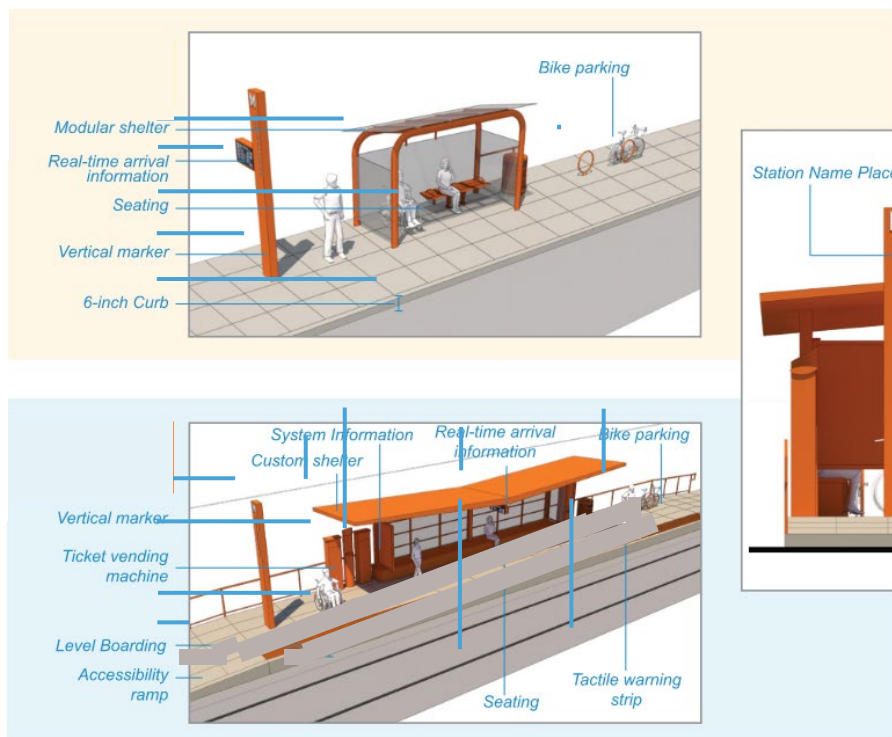 Bike parking
Modular shelter
Real-time arrival
information
Seating
Vertical marker
6-inch Curb
Station Name
System Information
Real-time arrival
information
Bike parking
Custom shelter
Vertical marker
Ticket vending
machine
Level Boarding
Accessibility
ramp
Seating
Tactile warning
strip